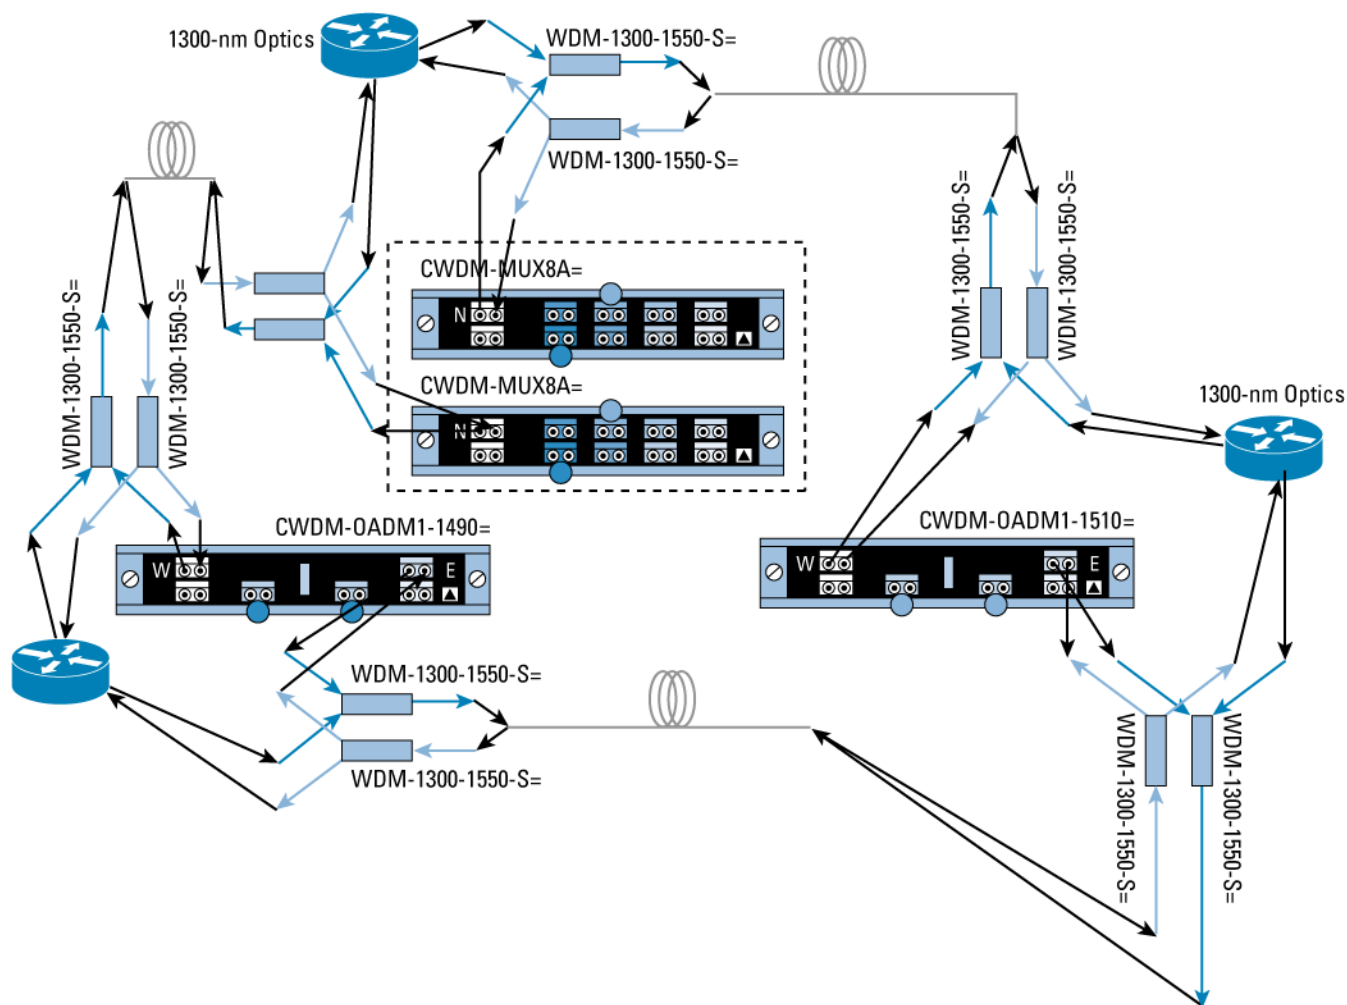 1300-nm Optics
WDM-1300-1550-S=
WDM-1300-1550-S=
WDM-1300-1550-S=
WDM-1300-1550-S=
CWDM-MUX8A=
N
CWDM-MUX8A=
N
WDM-1300-1550-S=
WDM-1300-1550-S=
1300-nm Optics
CWDM-OADM1-1490=
W
E
CWDM-OADM1-1510=
W
E
WDM-1300-1550-S=
WDM-1300-1550-S=
WDM-1300-1550-S=
WDM-1300-1550-S=